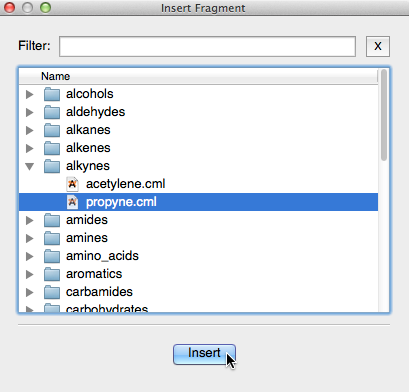 Insert Fragment
Filter:
X
Name
alcohols
aldehydes
alkanes
alkenes
alkynes
acetylene.cml
propyne.cml
amides
amines
amino_acids
aromatics
carbamides
carbohydrates
Insert